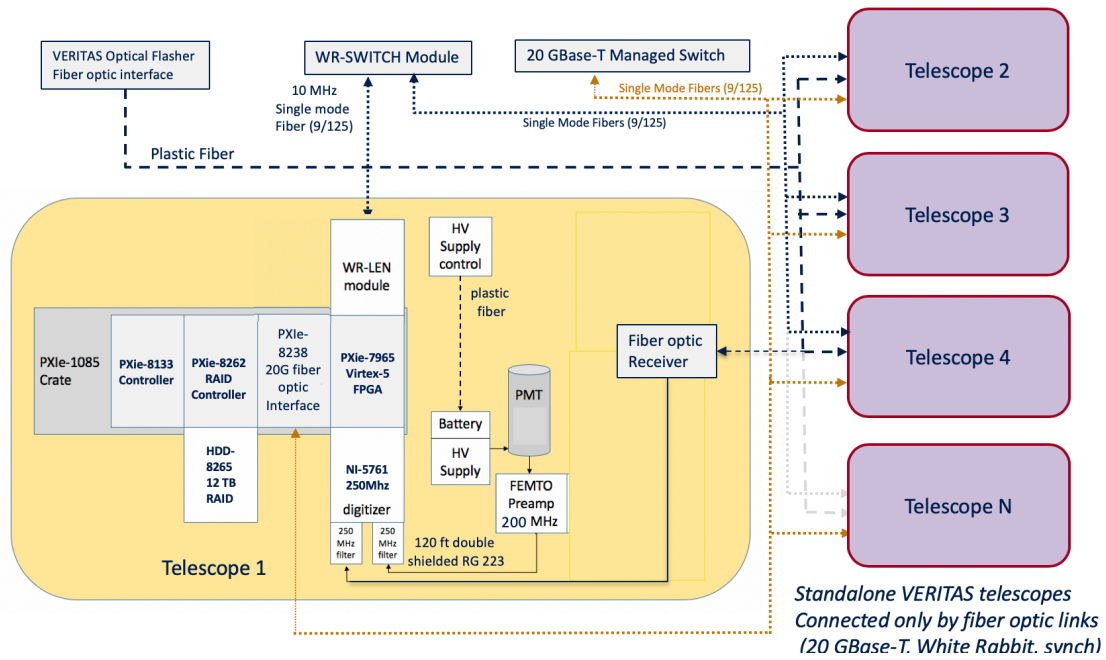 VERITAS Optical Flasher
Fiber optic interface
WR-SWITCH Module
20 GBase-T Managed Switch
Telescope 2
10 MHz
Single mode
Fiber (9/125)
Single Mode Fibers (9/125)
Single Mode Fibers (9/125)
Plastic Fiber
Telescope 3
HV
Supply
control
WR-LEN
module
plastic
fiber
PXIe-1085
Crate
PXie-8133
Controller
PXie-8262
RAID
Controller
PXIe-
8238
20G fiber
optic
Interface
PXie-7965
Virtex-5
FPGA
Fiber optic
Receiver
Telescope 4
PMT
Battery
HV
Supply
HDD-
8265
12 TB
RAID
NI-5761
250Mhz
digitizer
FEMTO
Preamp
200 MHz
250
MHz
filter
250
MHz
filter
120 ft double
shielded RG 223
Telescope N
Telescope 1
Standalone VERITAS telescopes
Connected only by fiber optic links
(20 GBase-T, White Rabbit, synch)